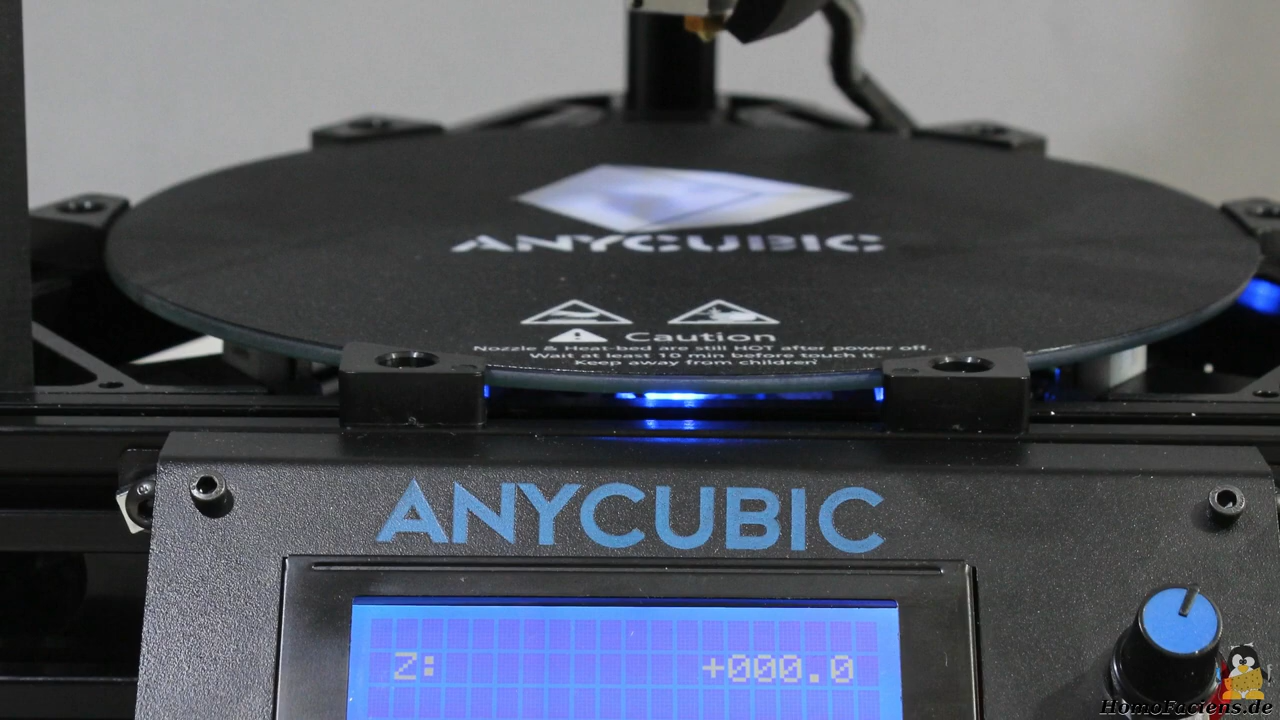 ANYCUBIC
Caution
Nozzle & Heat-bed are still HOT after power off.
Wait at least 10 min before touch it.
Keep away from children
ANYCUBIC
Z: +000.0
HomoFaciens.de